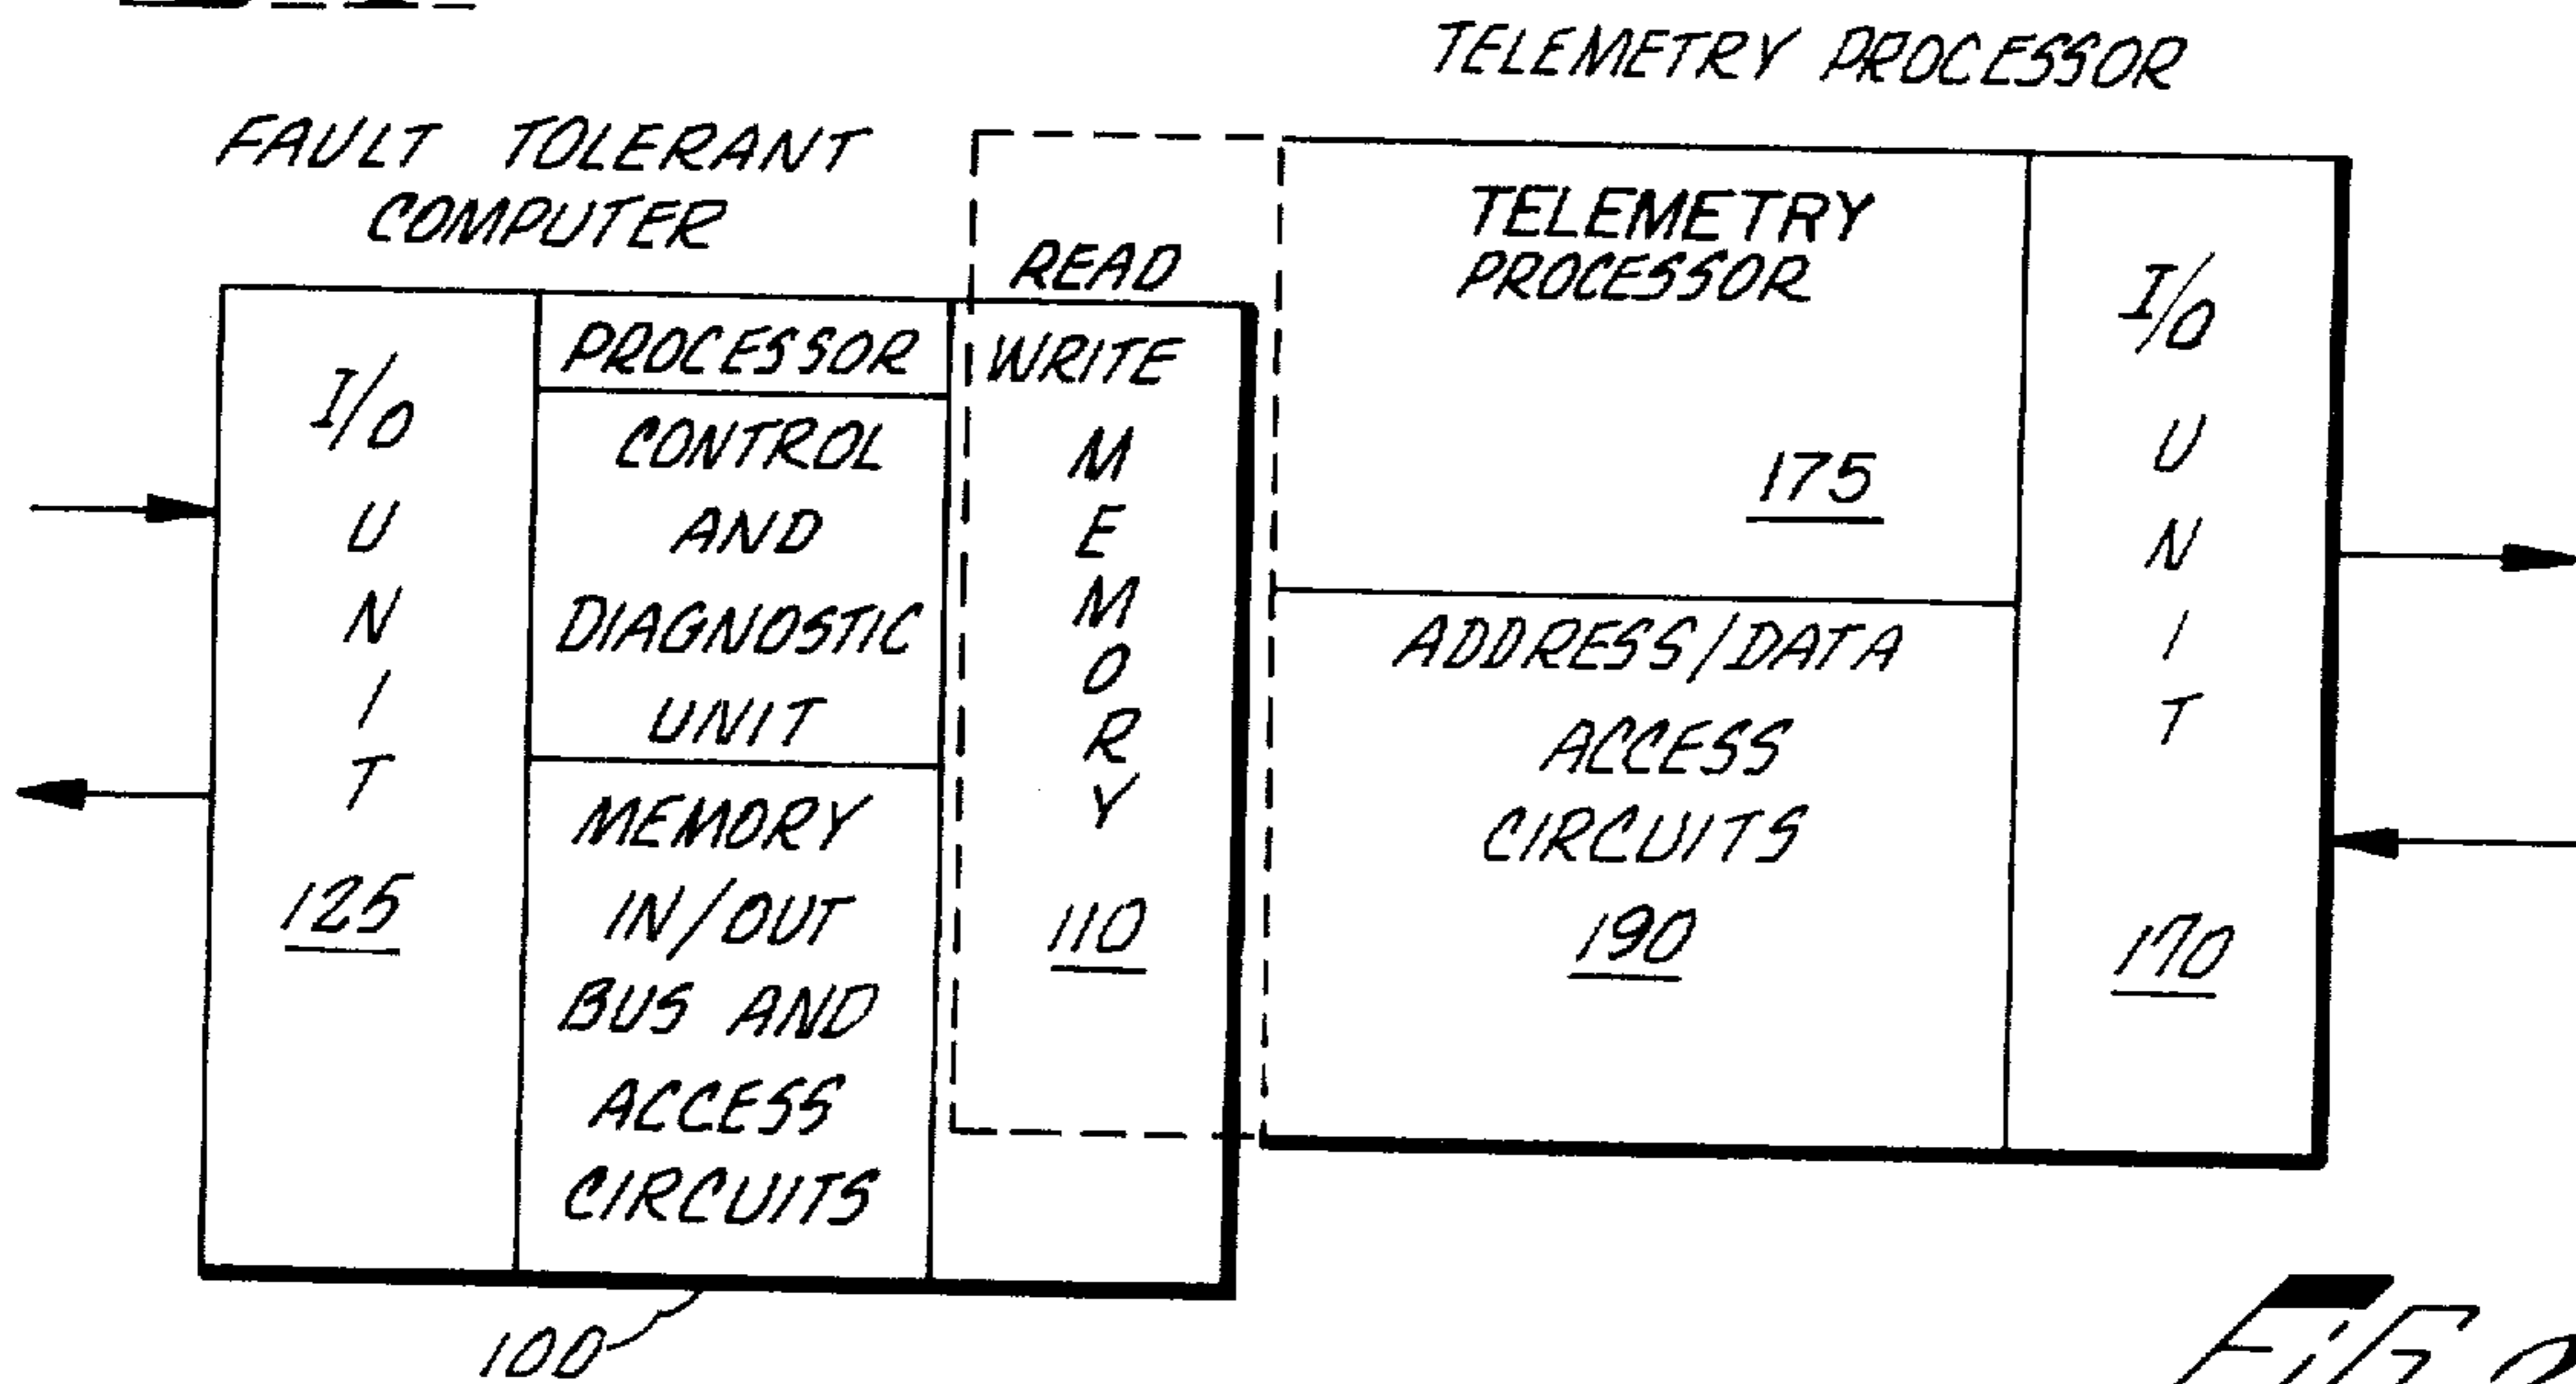 TELEMETRY PROCESSOR
FAULT TOLERANT
COMPUTER
I/O
U
N
I
T
125
PROCESSOR
CONTROL
AND
DIAGNOSTIC
UNIT
MEMORY
IN/OUT
BUS AND
ACCESS
CIRCUITS
READ
WRITE
M
E
M
O
R
Y
110
TELEMETRY
PROCESSOR
175
ADDRESS/DATA
ACCESS
CIRCUITS
190
I/O
U
N
I
T
170
100
FIG